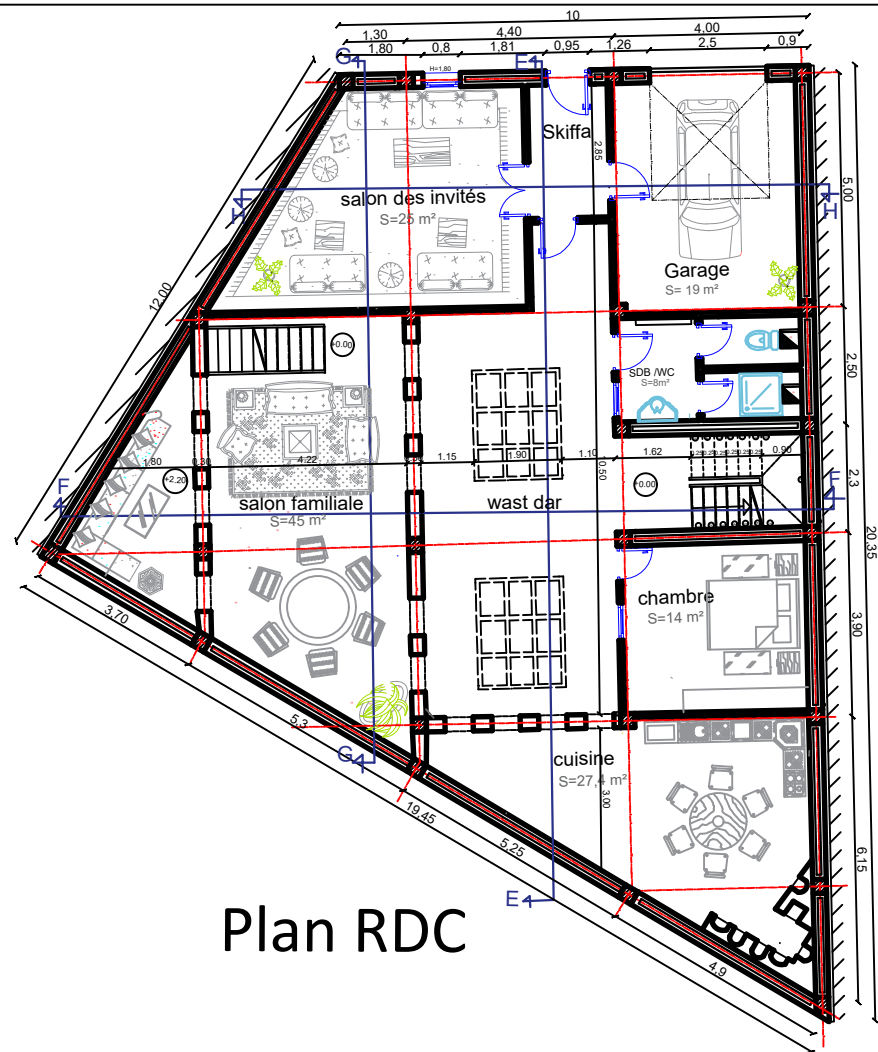 10
1,30 4,40 4,00
1,80 0,8 1,81 0,95 1,26 2,5 0,9
G E
H=1,80
Skiffa
2,85
salon des invités
S=25 m²
H H
5,00
Garage
S= 19 m²
12,00
+0.00
SDB /WC
S=8m²
2,50
1,80 0,30 4,22 1,15 1,90 1,10 1,62 0,90
10,50
+2.20
+0.00
F F
salon familiale
S=45 m²
wast dar
2,3
20,35
chambre
S=14 m²
3,90
3,70
5,3
G
cuisine
S=27,4 m²
3,00
19,45
5,25
6,15
E
Plan RDC
4,9